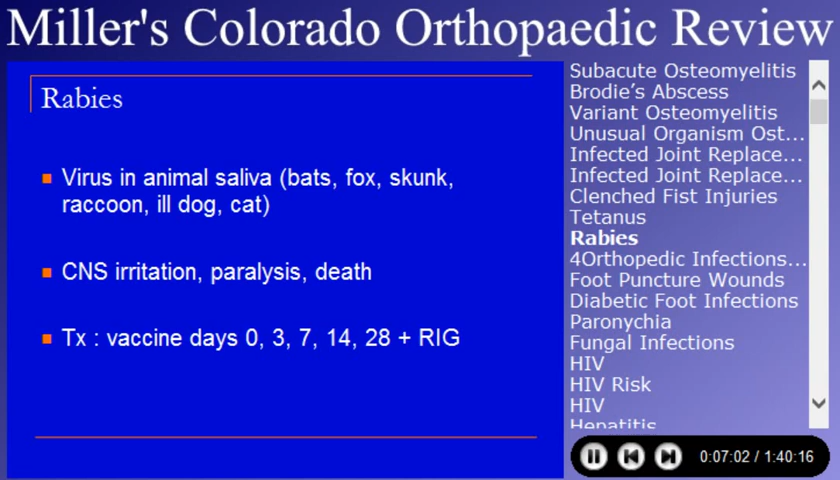 Miller's Colorado Orthopaedic Review
Rabies
Virus in animal saliva (bats, fox, skunk,
raccoon, ill dog, cat)
CNS irritation, paralysis, death
Tx : vaccine days 0, 3, 7, 14, 28 + RIG
Subacute Osteomyelitis
Brodie's Abscess
Variant Osteomyelitis
Unusual Organism Ost...
Infected Joint Replace...
Infected Joint Replace...
Clenched Fist Injuries
Tetanus
Rabies
4Orthopedic Infections...
Foot Puncture Wounds
Diabetic Foot Infections
Paronychia
Fungal Infections
HIV
HIV Risk
HIV
Hepatitis
0:07:02 / 1:40:16